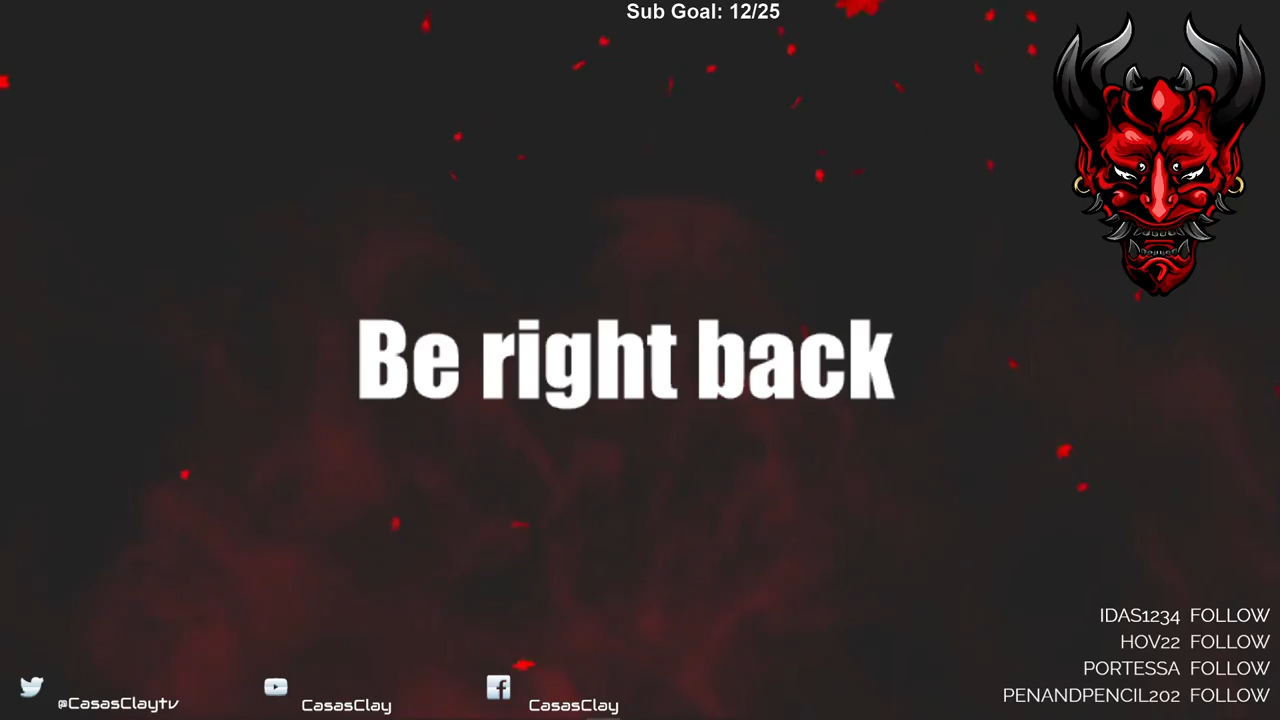 Sub Goal: 12/25
Be right back
IDAS1234 FOLLOW
HOV22 FOLLOW
PORTESSA FOLLOW
PENANDPENCIL202 FOLLOW
@CasasClaytv
CasasClay
CasasClay